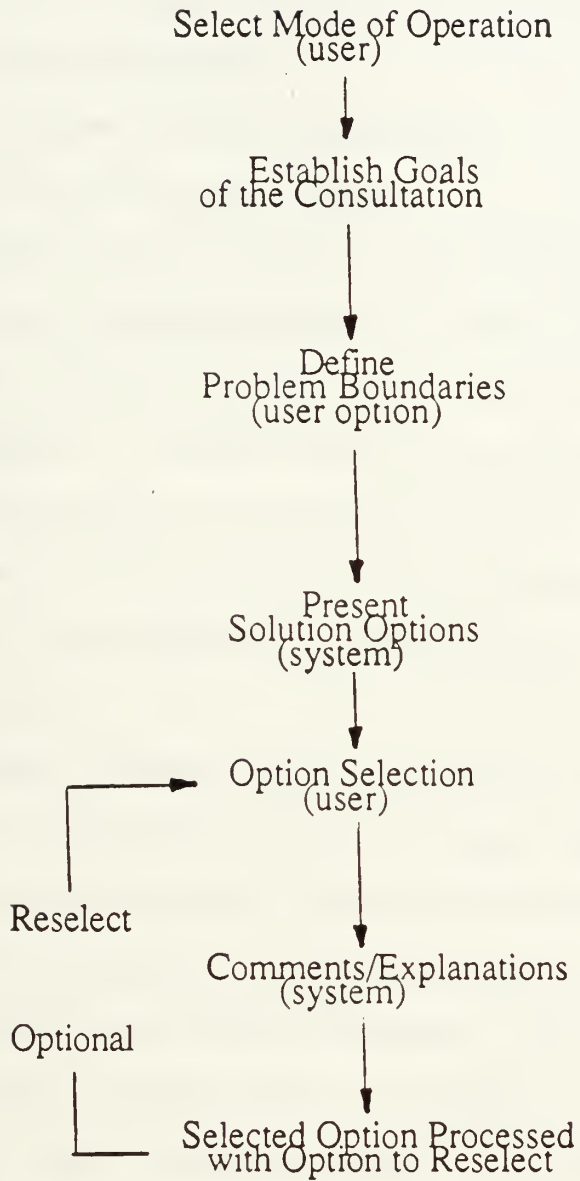 Select Mode of Operation
(user)
Establish Goals
of the Consultation
Define
Problem Boundaries
(user option)
Present
Solution Options
(system)
Option Selection
(user)
Reselect
Comments/Explanations
(system)
Optional
Selected Option Processed
with Option to Reselect